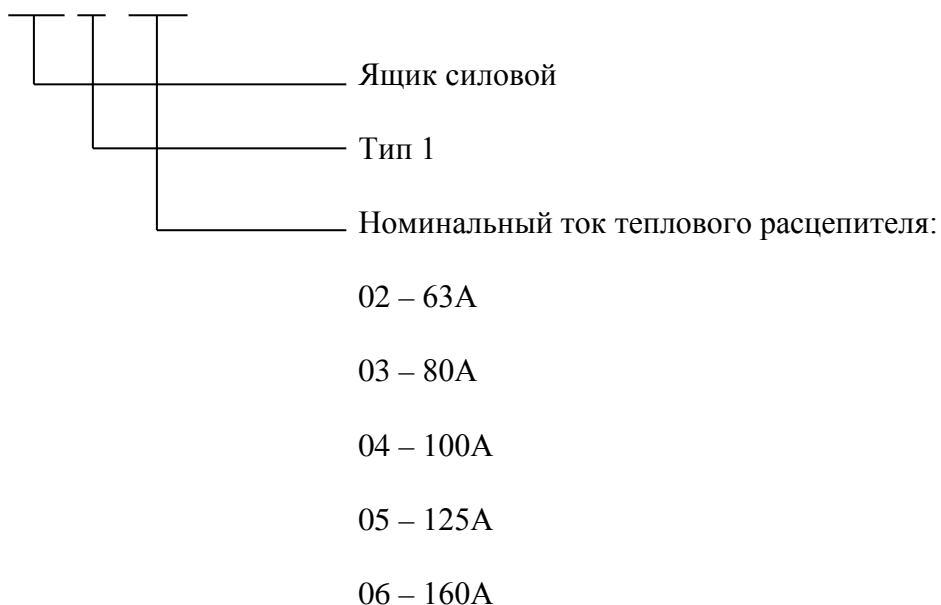 Ящик силовой
Тип 1
Номинальный ток теплового расцепителя:
02 – 63А
03 – 80А
04 – 100А
05 – 125А
06 – 160А